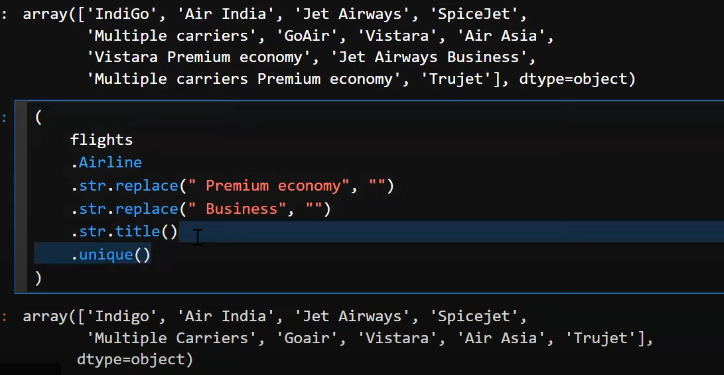 : array(['IndiGo', 'Air India', 'Jet Airways', 'SpiceJet',
'Multiple carriers', 'GoAir', 'Vistara', 'Air Asia',
'Vistara Premium economy', 'Jet Airways Business',
'Multiple carriers Premium economy', 'Trujet'], dtype=object)
: (
flights
.Airline
.str.replace(" Premium economy", "")
.str.replace(" Business", "")
.str.title()
.unique()
)
: array(['Indigo', 'Air India', 'Jet Airways', 'Spicejet',
'Multiple Carriers', 'Goair', 'Vistara', 'Air Asia', 'Trujet'],
dtype=object)